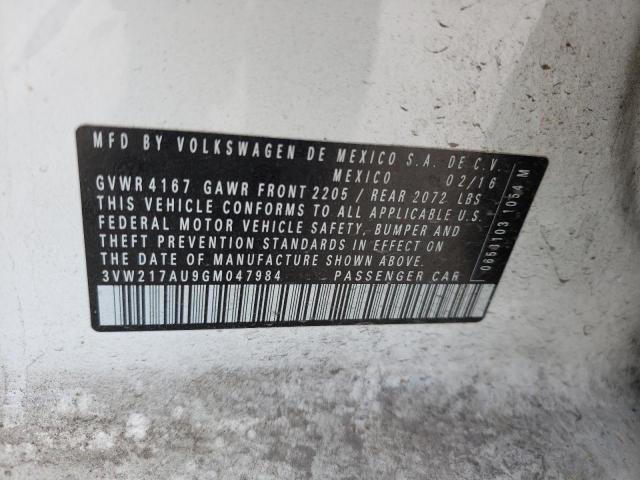 MFD BY VOLKSWAGEN DE MEXICO S.A. DE C.V.
MEXICO 02/16
GVWR 4167 GAWR FRONT 2205 / REAR 2072 LBS
THIS VEHICLE CONFORMS TO ALL APPLICABLE U.S.
FEDERAL MOTOR VEHICLE SAFETY, BUMPER AND
THEFT PREVENTION STANDARDS IN EFFECT ON
THE DATE OF MANUFACTURE SHOWN ABOVE.
3VW217AU9GM047984 PASSENGER CAR
0650103 1054 M